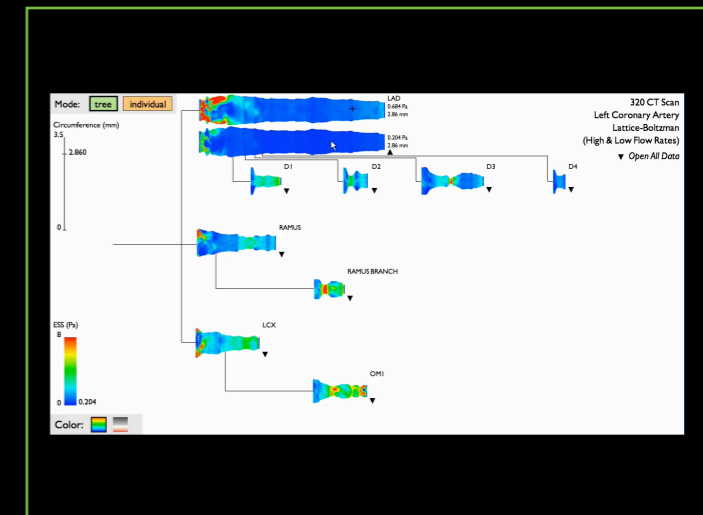 Mode: tree individual
Circumference (mm)
3.5
2.860
0
LAD
0.684 Pa
2.86 mm
0.204 Pa
2.86 mm
320 CT Scan
Left Coronary Artery
Lattice-Boltzman
(High & Low Flow Rates)
▼ Open All Data
D1
D2
D3
D4
RAMUS
RAMUS BRANCH
LCX
OM1
ESS (Pa)
8
0
0.204
Color: